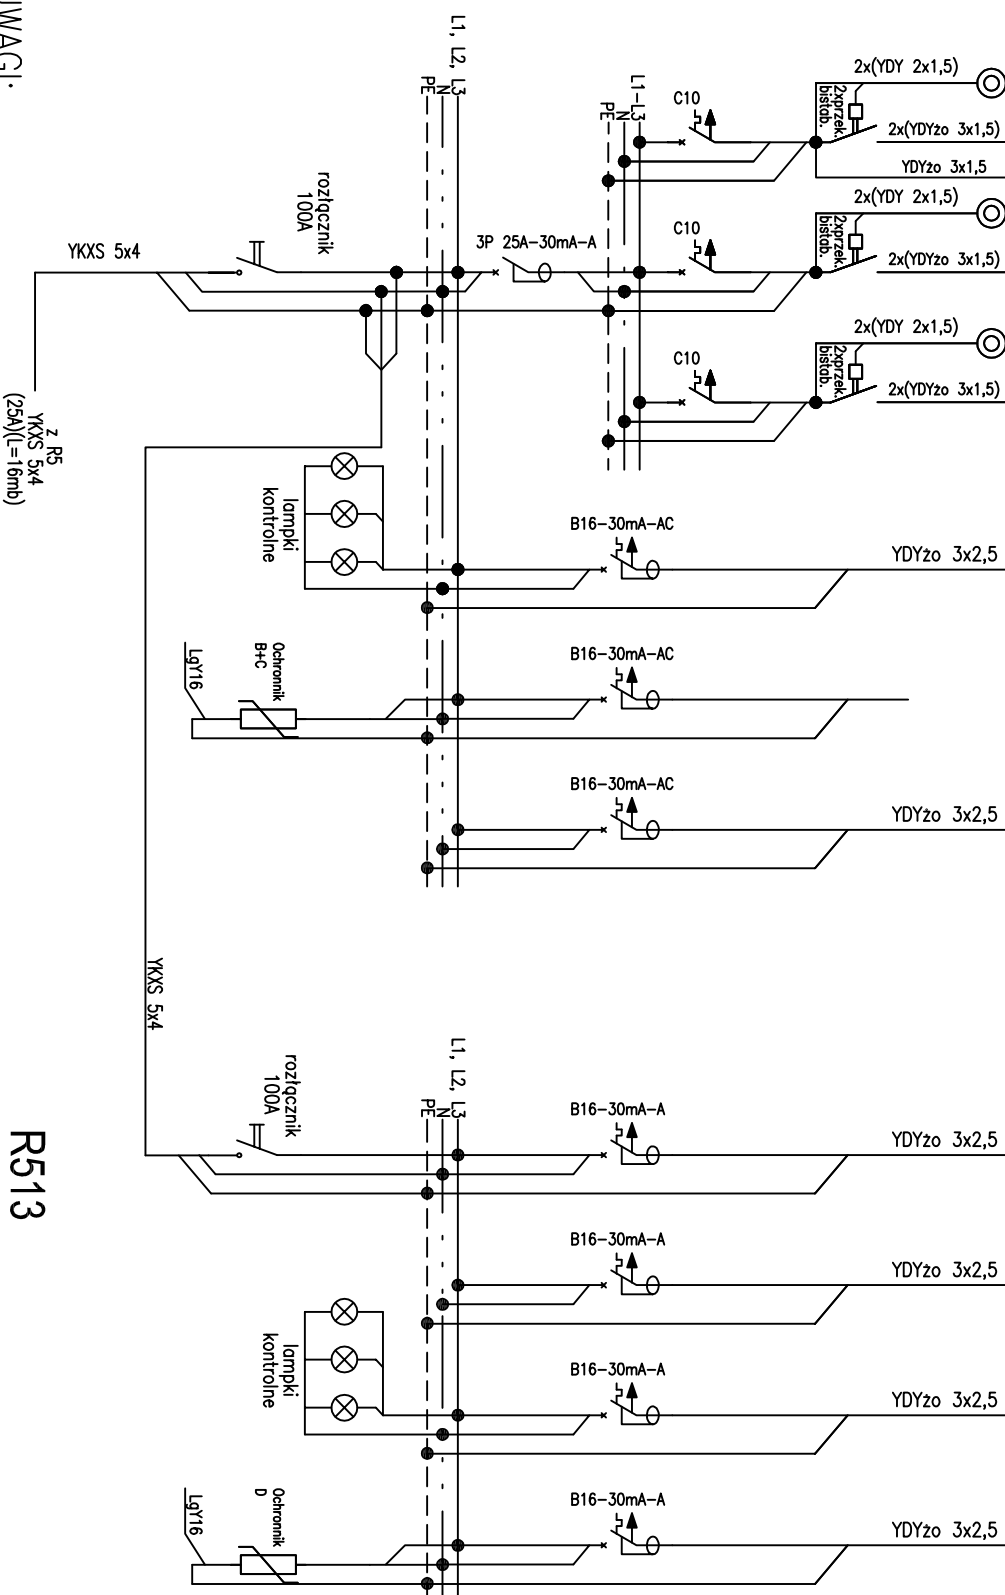 UWAGI:
L1, L2, L3
N
PE
L1-L3
N
PE
C10
2xprzek.
bistab.
2x(YDY 2x1,5)
2x(YDYżo 3x1,5)
YDYżo 3x1,5
rozłącznik
100A
YKXS 5x4
3P 25A-30mA-A
C10
2xprzek.
bistab.
2x(YDY 2x1,5)
2x(YDYżo 3x1,5)
C10
2xprzek.
bistab.
2x(YDY 2x1,5)
2x(YDYżo 3x1,5)
z R5
YKXS 5x4
(25A)(L=16mb)
lampki
kontrolne
B16-30mA-AC
YDYżo 3x2,5
Ochronnik
B+C
LgY16
B16-30mA-AC
B16-30mA-AC
YDYżo 3x2,5
YKXS 5x4
R513
L1, L2, L3
N
PE
rozłącznik
100A
B16-30mA-A
YDYżo 3x2,5
B16-30mA-A
YDYżo 3x2,5
lampki
kontrolne
B16-30mA-A
YDYżo 3x2,5
Ochronnik
D
LgY16
B16-30mA-A
YDYżo 3x2,5